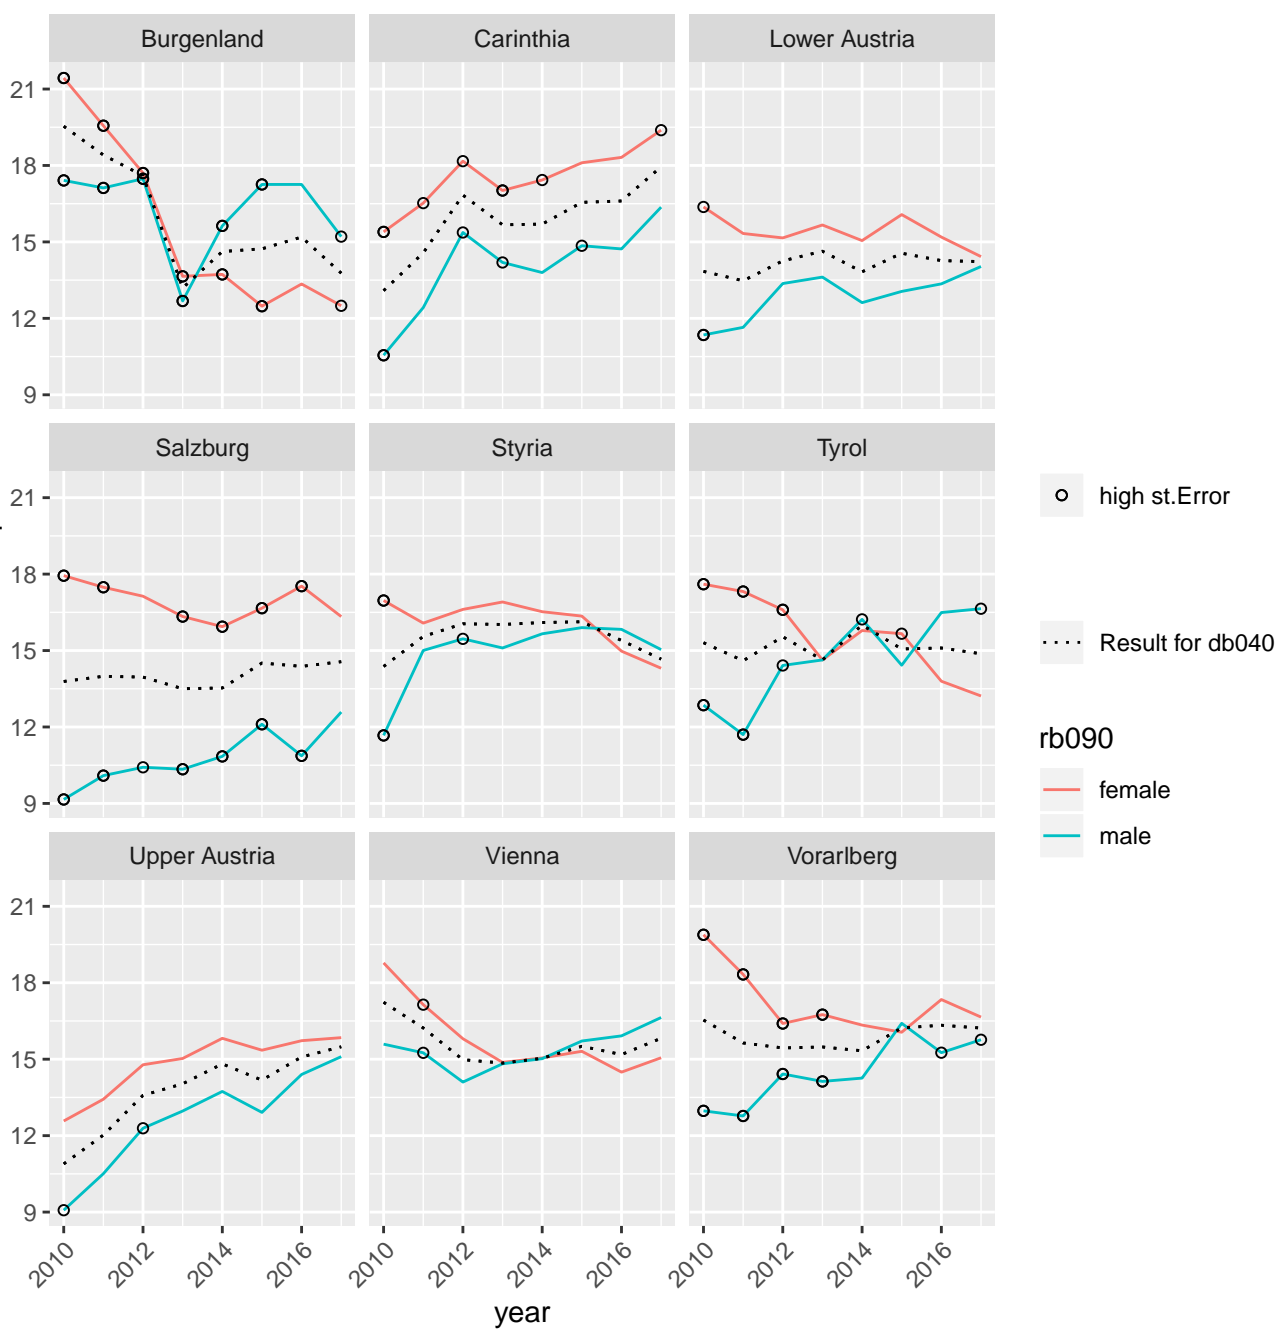 Burgenland
Carinthia
Lower Austria
21
18
15
12
9
Salzburg
Styria
Tyrol
21
18
15
12
9
Upper Austria
Vienna
Vorarlberg
21
18
15
12
9
2010
2012
2014
2016
2010
2012
2014
2016
2010
2012
2014
2016
year
high st.Error
Result for db040
rb090
female
male